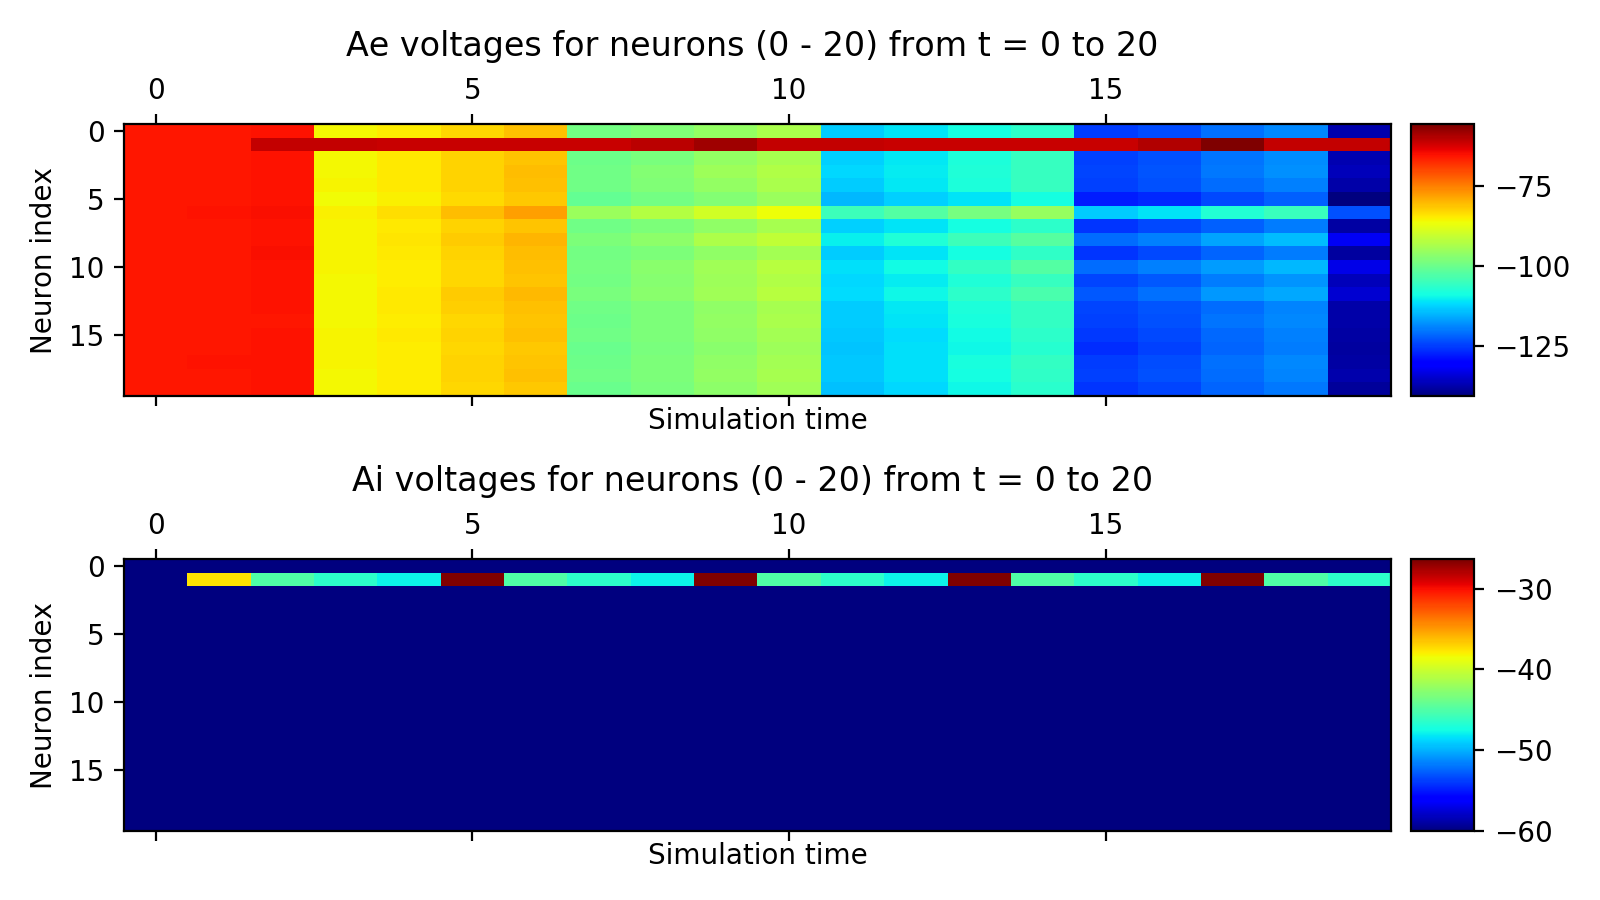 Ae voltages for neurons (0 - 20) from t = 0 to 20
0 5 10 15
Neuron index
0
5
10
15
−75
−100
−125
Simulation time
Ai voltages for neurons (0 - 20) from t = 0 to 20
0 5 10 15
Neuron index
0
5
10
15
−30
−40
−50
−60
Simulation time